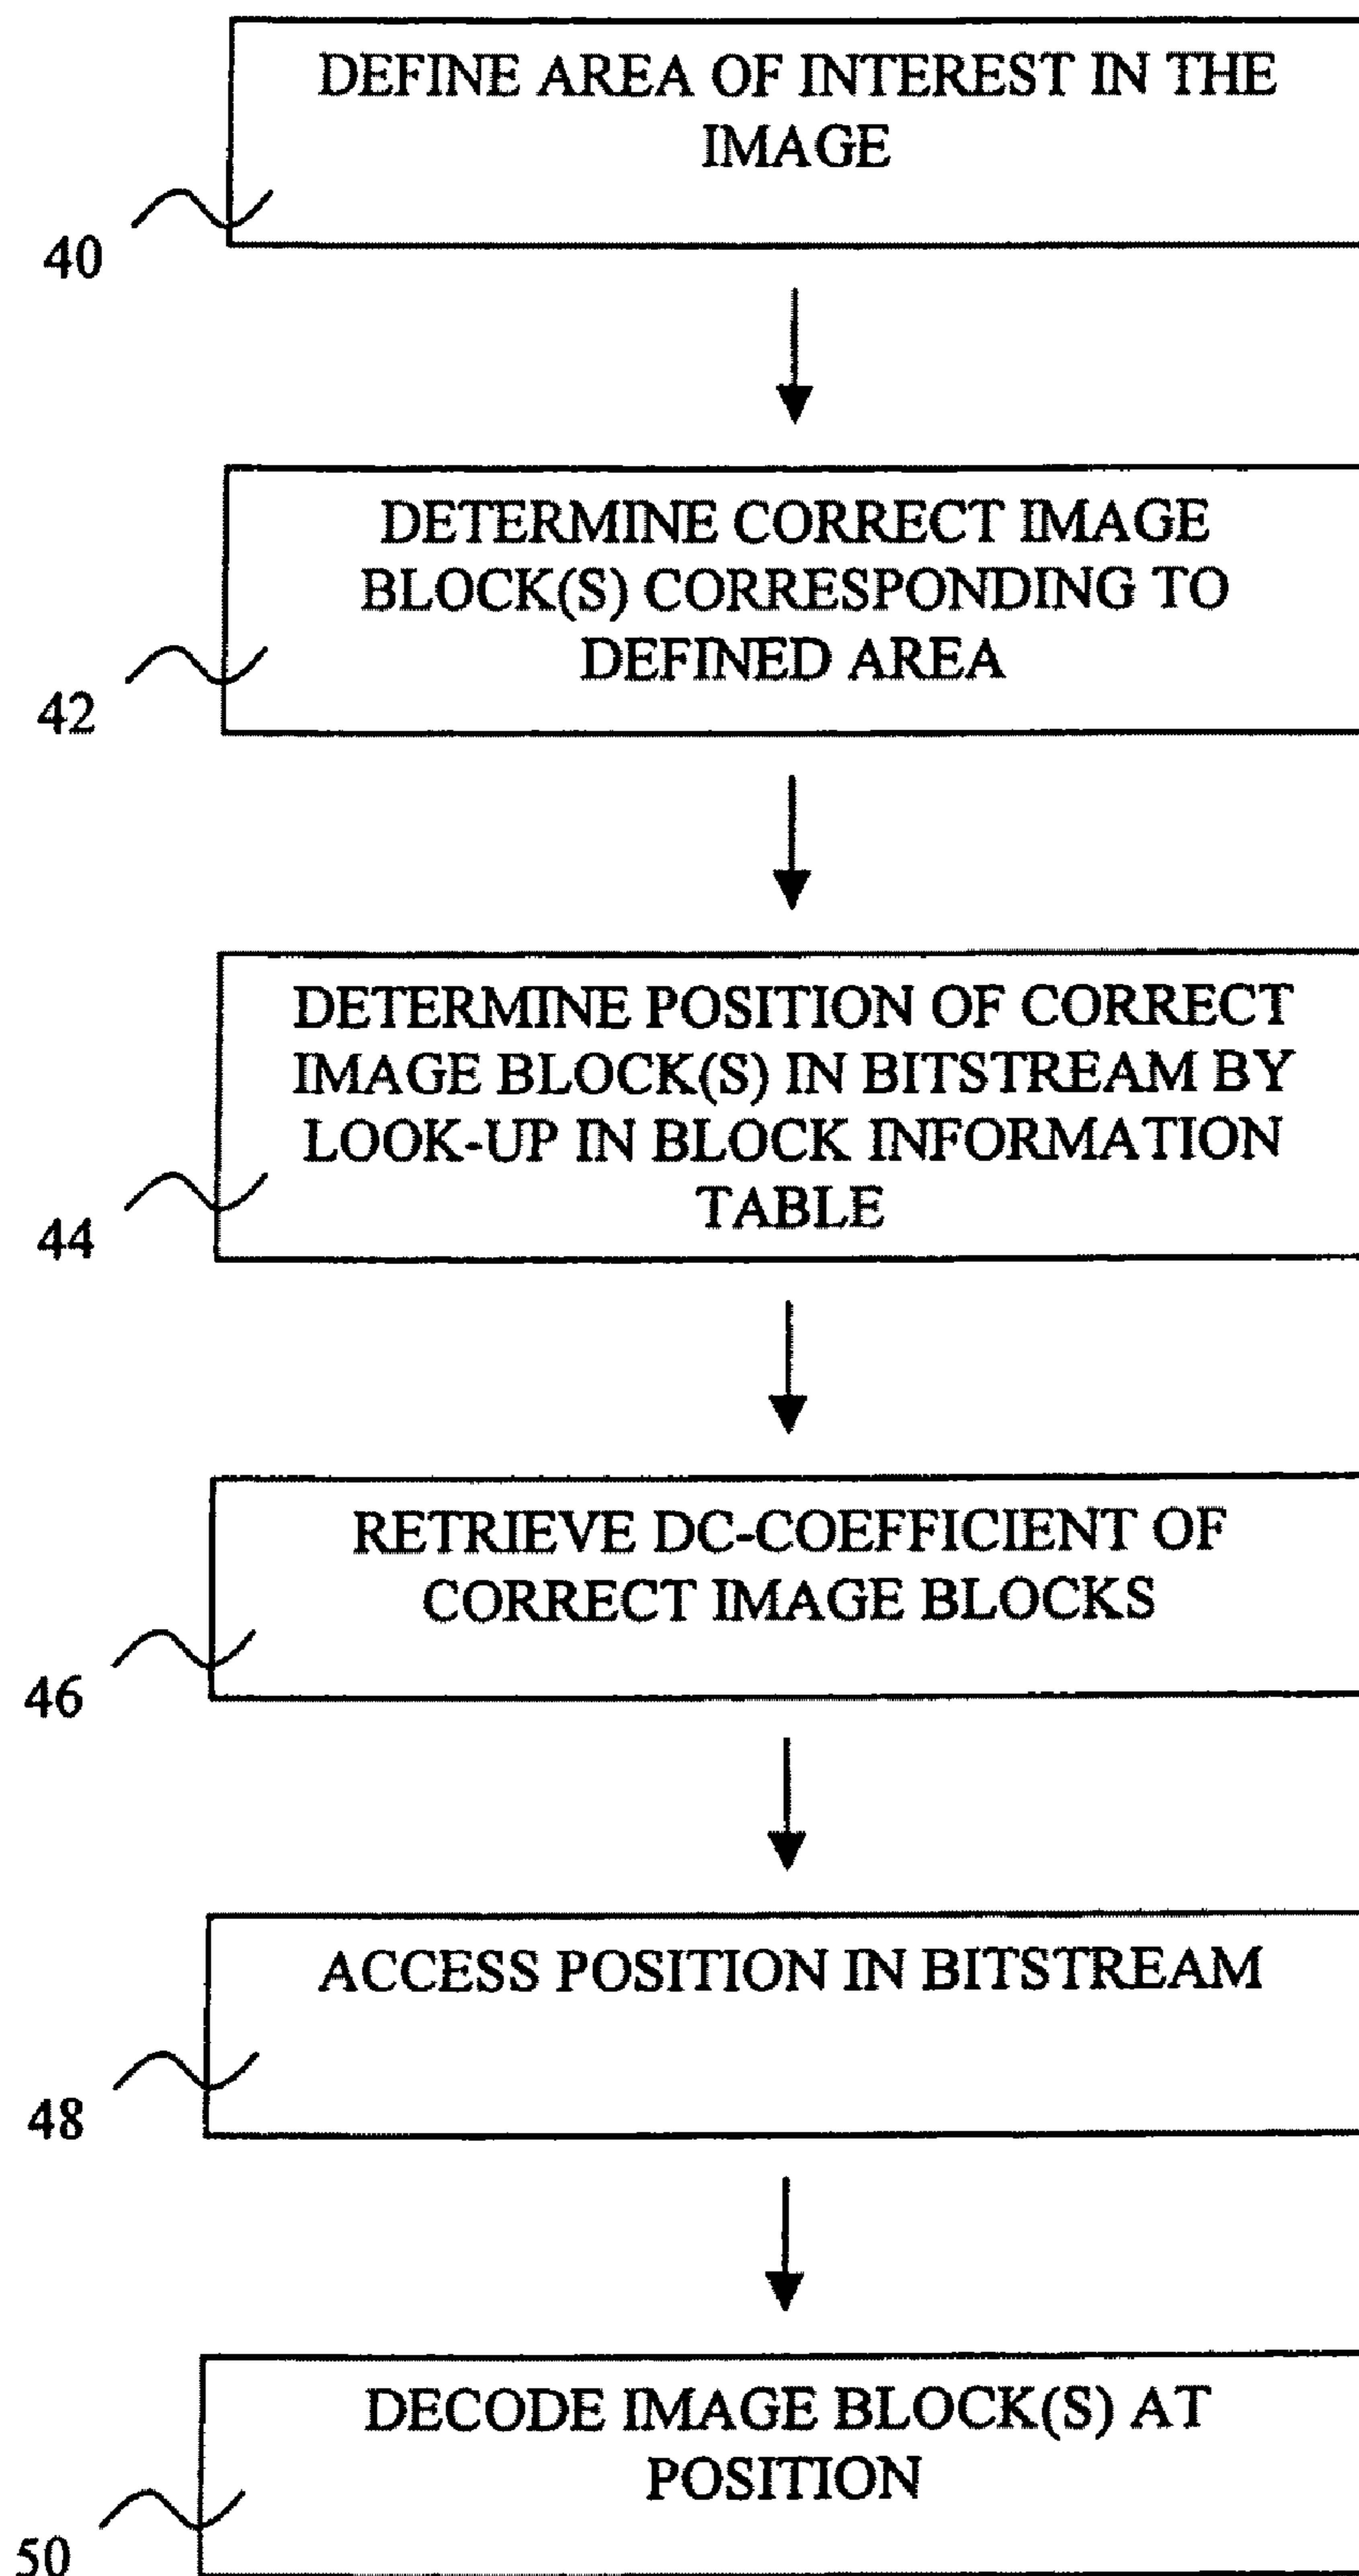 DEFINE AREA OF INTEREST IN THE
IMAGE
40
DETERMINE CORRECT IMAGE
BLOCK(S) CORRESPONDING TO
DEFINED AREA
42
DETERMINE POSITION OF CORRECT
IMAGE BLOCK(S) IN BITSTREAM BY
LOOK-UP IN BLOCK INFORMATION
TABLE
44
RETRIEVE DC-COEFFICIENT OF
CORRECT IMAGE BLOCKS
46
ACCESS POSITION IN BITSTREAM
48
DECODE IMAGE BLOCK(S) AT
POSITION
50